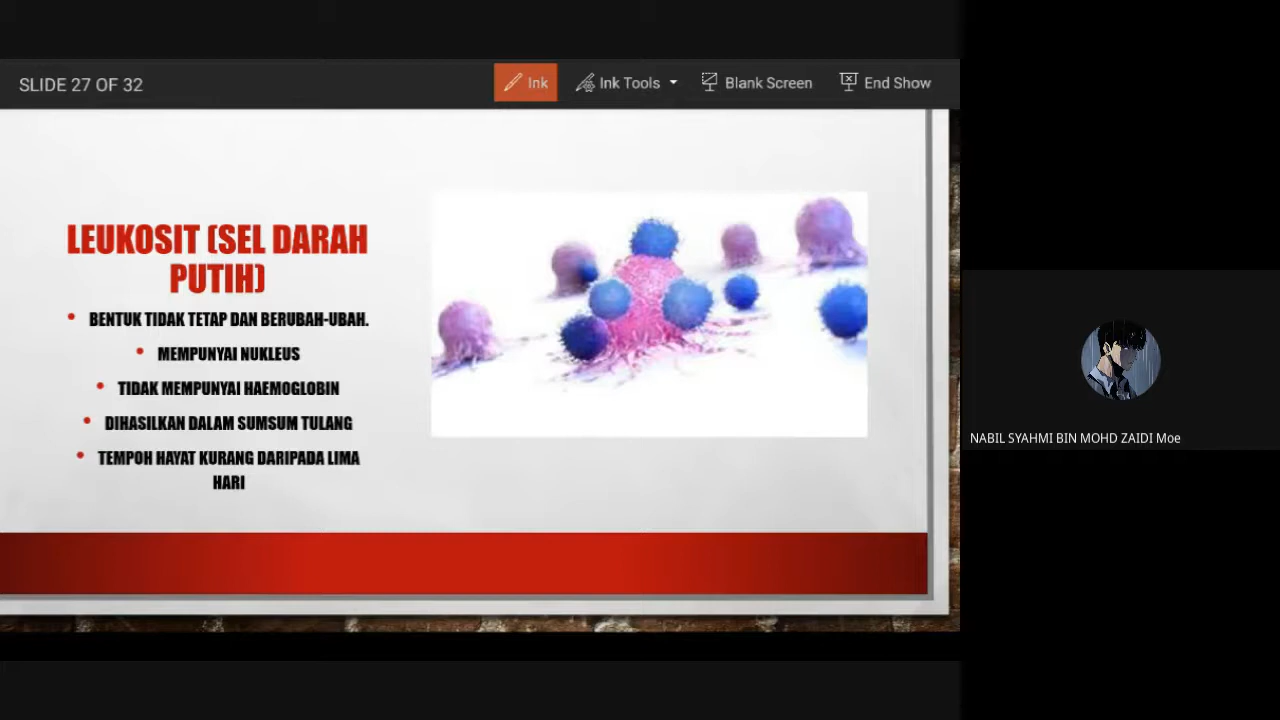 SLIDE 27 OF 32
Ink
Ink Tools
Blank Screen
End Show
LEUKOSIT (SEL DARAH
PUTIH)
• BENTUK TIDAK TETAP DAN BERUBAH-UBAH.
• MEMPUNYAI NUKLEUS
• TIDAK MEMPUNYAI HAEMOGLOBIN
• DIHASILKAN DALAM SUMSUM TULANG
• TEMPOH HAYAT KURANG DARIPADA LIMA
HARI
NABIL SYAHMI BIN MOHD ZAIDI Moe